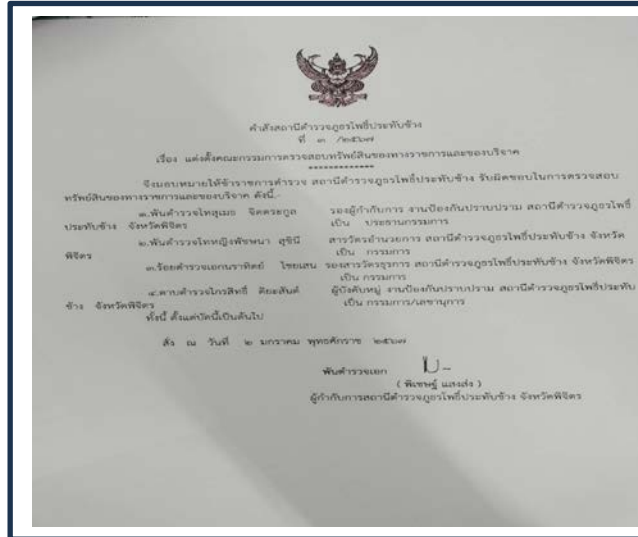 คำสั่งสถานีตำรวจภูธรโพธิ์ประทับช้าง
ที่ ๓ /๒๕๖๗
เรื่อง แต่งตั้งคณะกรรมการตรวจสอบทรัพย์สินของทางราชการและของบริจาค
*************
จึงมอบหมายให้ข้าราชการตำรวจ สถานีตำรวจภูธรโพธิ์ประทับช้าง รับผิดชอบในการตรวจสอบ
ทรัพย์สินของทางราชการและของบริจาค ดังนี้.-
๑.พันตำรวจโทสุเมธ จิตตระกูล รองผู้กำกับการ งานป้องกันปราบปราม สถานีตำรวจภูธรโพธิ์
ประทับช้าง จังหวัดพิจิตร เป็น ประธานกรรมการ
๒.พันตำรวจโทหญิงพัชหนา สุขินี สารวัตรอำนวยการ สถานีตำรวจภูธรโพธิ์ประทับช้าง จังหวัด
พิจิตร เป็น กรรมการ
๓.ร้อยตำรวจเอกนราทิตย์ ไชยเสน รองสารวัตรธุรการ สถานีตำรวจภูธรโพธิ์ประทับช้าง จังหวัดพิจิตร
เป็น กรรมการ
๔.ดาบตำรวจไกรสิทธิ์ ผู้บังคับหมู่ งานป้องกันปราบปราม สถานีตำรวจภูธรโพธิ์ประทับ
ช้าง จังหวัดพิจิตร เป็น กรรมการ/เลขานุการ
ทั้งนี้ ตั้งแต่บัดนี้เป็นต้นไป
สั่ง ณ วันที่ ๒ มกราคม พุทธศักราช ๒๕๖๗
พันตำรวจเอก
( พิเชษฐ์ แสงส่ง )
ผู้กำกับการสถานีตำรวจภูธรโพธิ์ประทับช้าง จังหวัดพิจิตร